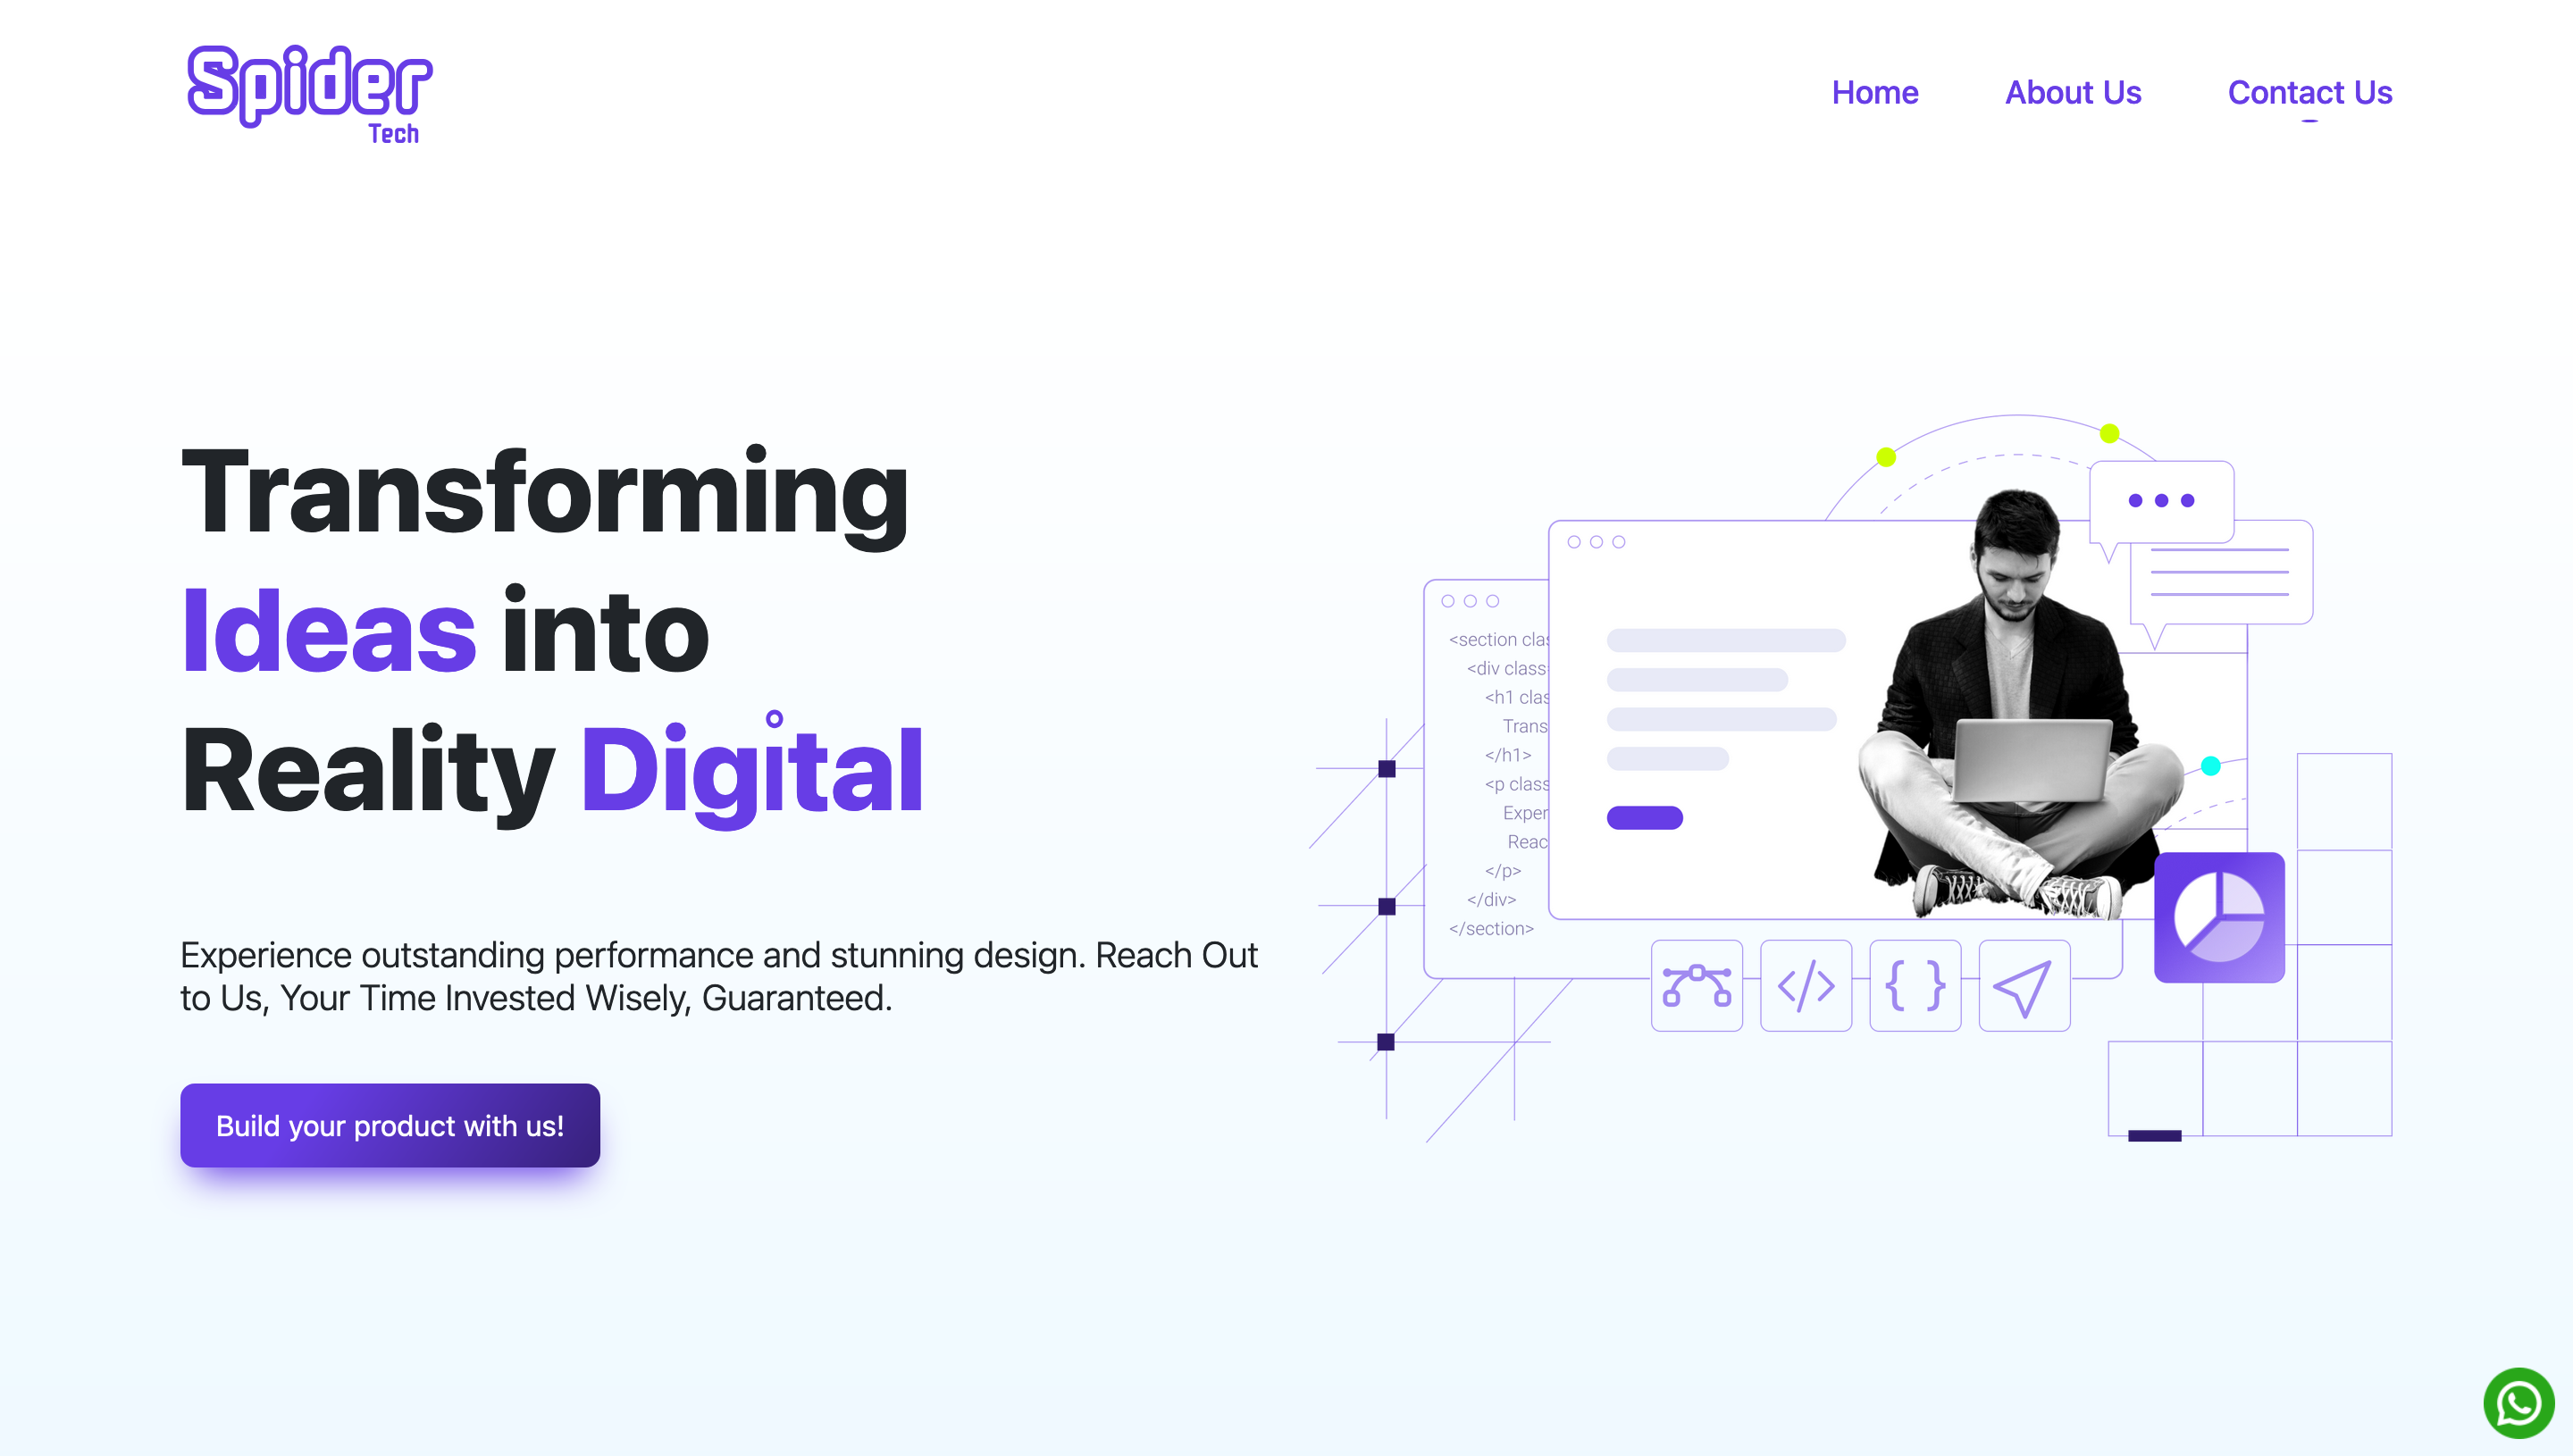 Spider
Tech
Home
About Us
Contact Us
Transforming
Ideas into
Reality Digital
Experience outstanding performance and stunning design. Reach Out
to Us, Your Time Invested Wisely, Guaranteed.
Build your product with us!
<section clas
<div class
<h1 clas
Trans
</h1>
<p class
Exper
Reac
</p>
</div>
</section>
</>
{ }